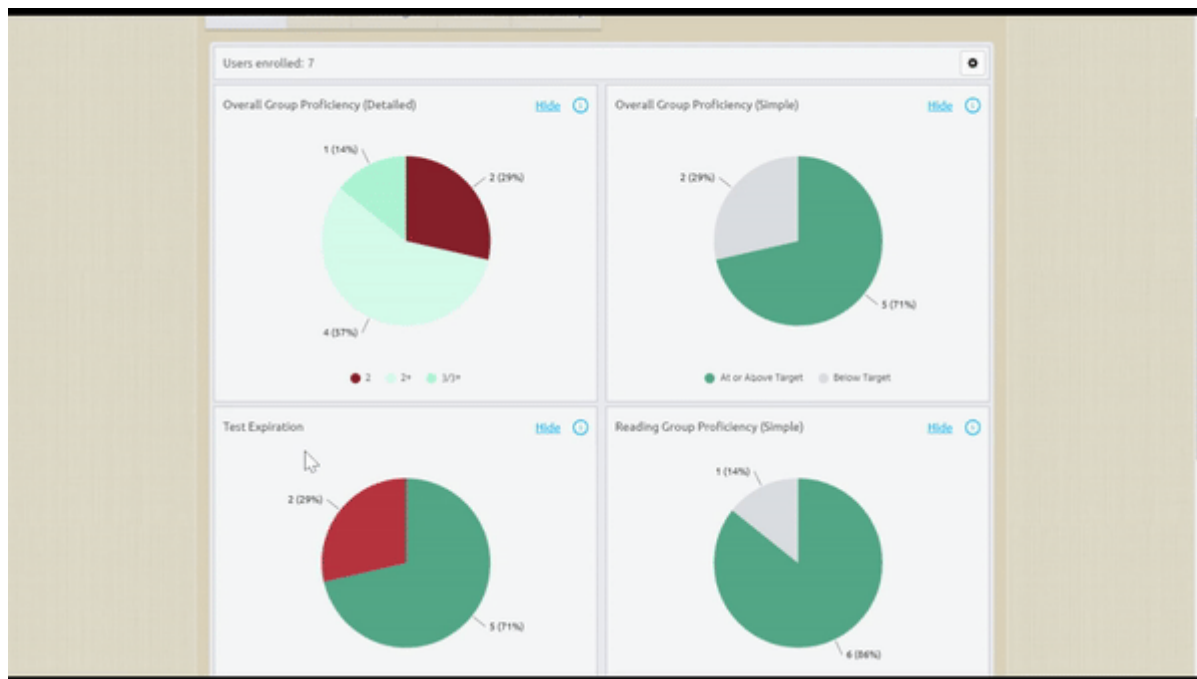 Users enrolled: 7
Overall Group Proficiency (Detailed) Hide
1 (14%)
2 (29%)
4 (57%)
2 2+ 3/3+
Overall Group Proficiency (Simple) Hide
2 (29%)
5 (71%)
At or Above Target Below Target
Test Expiration Hide
2 (29%)
5 (71%)
Reading Group Proficiency (Simple) Hide
1 (14%)
6 (86%)